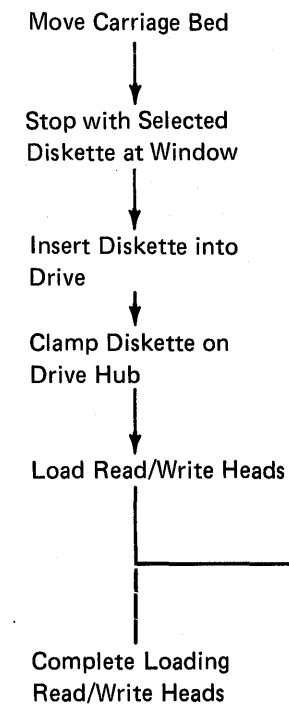 Move Carriage Bed
Stop with Selected
Diskette at Window
Insert Diskette into
Drive
Clamp Diskette on
Drive Hub
Load Read/Write Heads
Complete Loading
Read/Write Heads